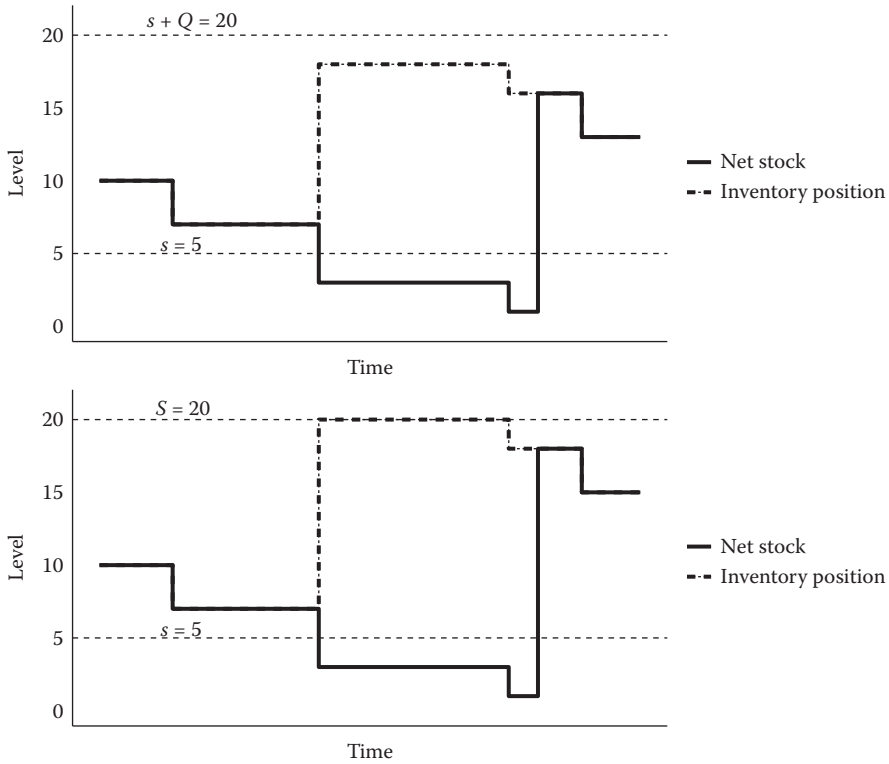 s + Q = 20
20
15
10
5
0
Level
s = 5
Time
Net stock
Inventory position
S = 20
20
15
10
5
0
Level
s = 5
Time
Net stock
Inventory position